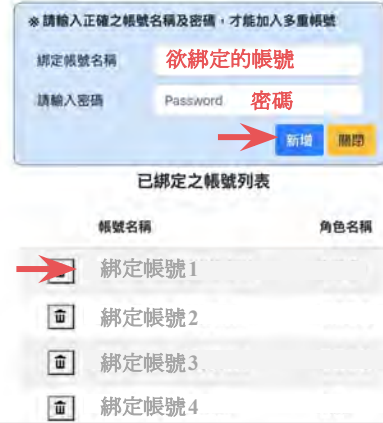 ※請輸入正確之帳號名稱及密碼，才能加入多重帳號
綁定帳號名稱 欲綁定的帳號
請輸入密碼 Password 密碼
新增 關閉
已綁定之帳號列表
帳號名稱 角色名稱
綁定帳號1
綁定帳號2
綁定帳號3
綁定帳號4